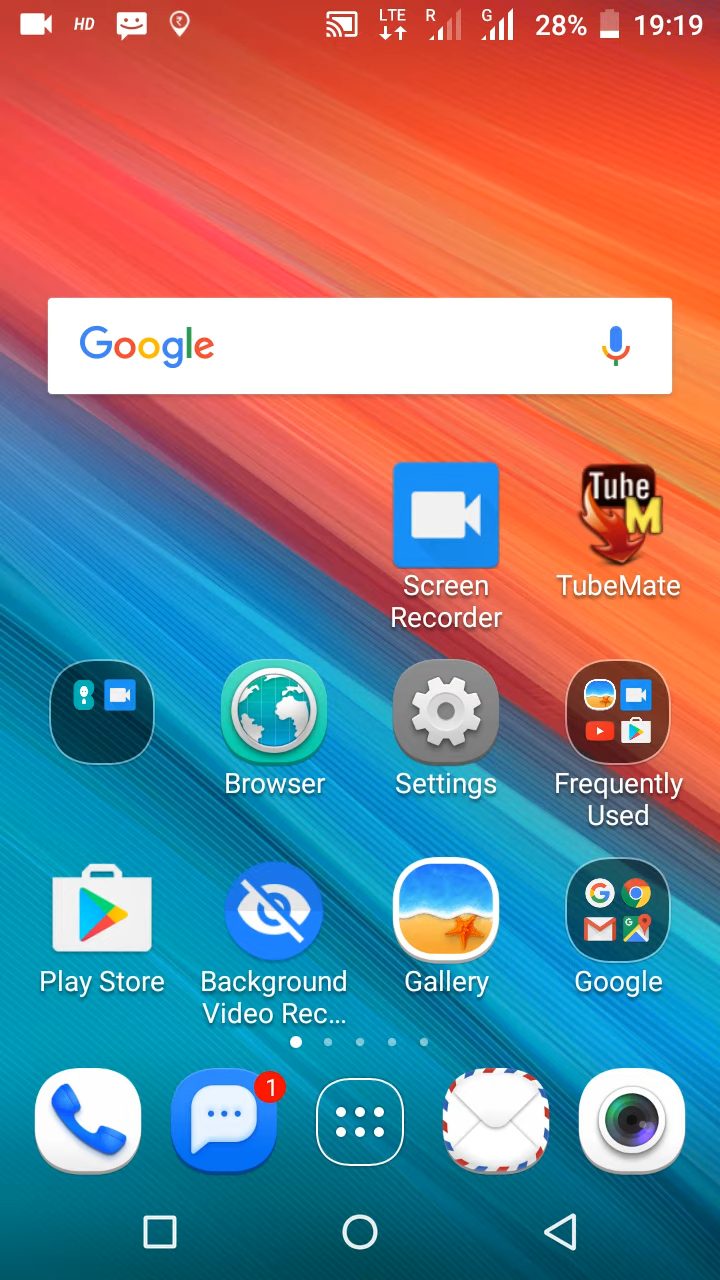 HD LTE R G 28% 19:19
Google
Tube
M
Screen
Recorder
TubeMate
Browser
Settings
Frequently
Used
Play Store
Background
Video Rec...
Gallery
Google
1